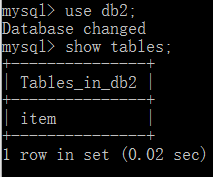 mysql> use db2;
Database changed
mysql> show tables;
+---------------+
| Tables_in_db2 |
+---------------+
| item          |
+---------------+
1 row in set (0.02 sec)